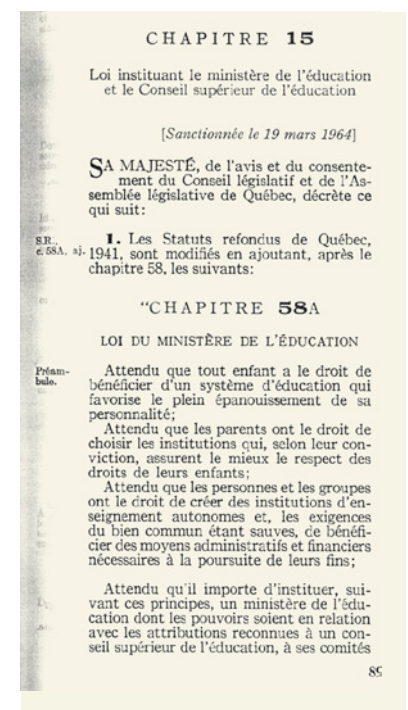 CHAPITRE 15
Loi instituant le ministère de l'éducation
et le Conseil supérieur de l'éducation
[Sanctionnée le 19 mars 1964]
SA MAJESTÉ, de l'avis et du consente-
ment du Conseil législatif et de l'As-
semblée législative de Québec, décrète ce
qui suit:
S.R.,
c. 58A, aj.
1. Les Statuts refondus de Québec,
1941, sont modifiés en ajoutant, après le
chapitre 58, les suivants:
"CHAPITRE 58A
LOI DU MINISTÈRE DE L'ÉDUCATION
Préam-
bule.
Attendu que tout enfant a le droit de
bénéficier d'un système d'éducation qui
favorise le plein épanouissement de sa
personnalité;
Attendu que les parents ont le droit de
choisir les institutions qui, selon leur con-
viction, assurent le mieux le respect des
droits de leurs enfants;
Attendu que les personnes et les groupes
ont le droit de créer des institutions d'en-
seignement autonomes et, les exigences
du bien commun étant sauves, de bénéfi-
cier des moyens administratifs et financiers
nécessaires à la poursuite de leurs fins;
Attendu qu'il importe d'instituer, sui-
vant ces principes, un ministère de l'édu-
cation dont les pouvoirs soient en relation
avec les attributions reconnues à un con-
seil supérieur de l'éducation, à ses comités